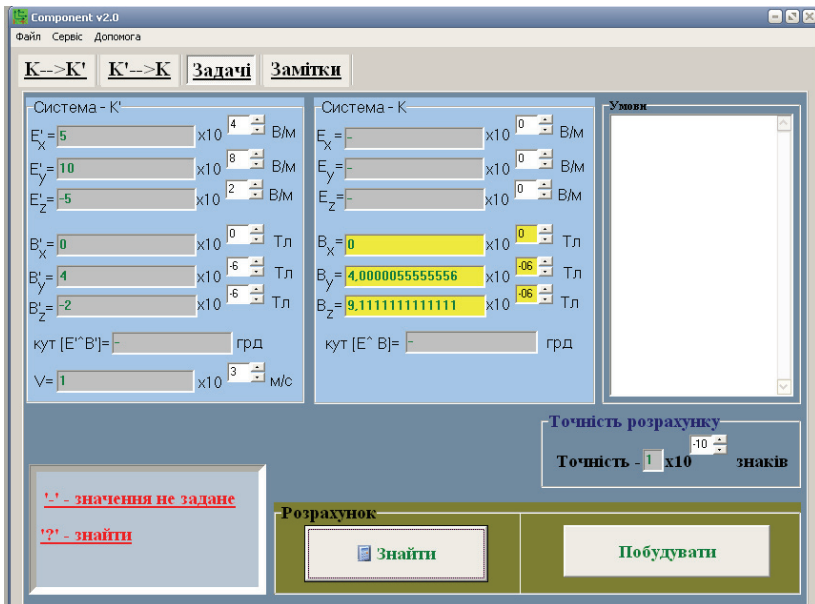 Component v2.0
Файл Сервіс Допомога
K-->K' K'-->K Задачі Замітки
Система - K'
E'x= 5 x10 4 В/м
E'y= 10 x10 8 В/м
E'z= -5 x10 2 В/м
B'x= 0 x10 0 Тл
B'y= 4 x10 -6 Тл
B'z= -2 x10 -6 Тл
кут [E'^B']= - грд
V= 1 x10 3 м/с
Система - K
Ex= - x10 0 В/м
Ey= - x10 0 В/м
Ez= - x10 0 В/м
Bx= 0 x10 0 Тл
By= 4,0000055555556 x10 -06 Тл
Bz= 9,1111111111111 x10 -06 Тл
кут [E^ B]= - грд
Умови
Точність розрахунку
Точність - 1 x10 -10 знаків
'-' - значення не задане
'?' - знайти
Розрахунок
Знайти
Побудувати